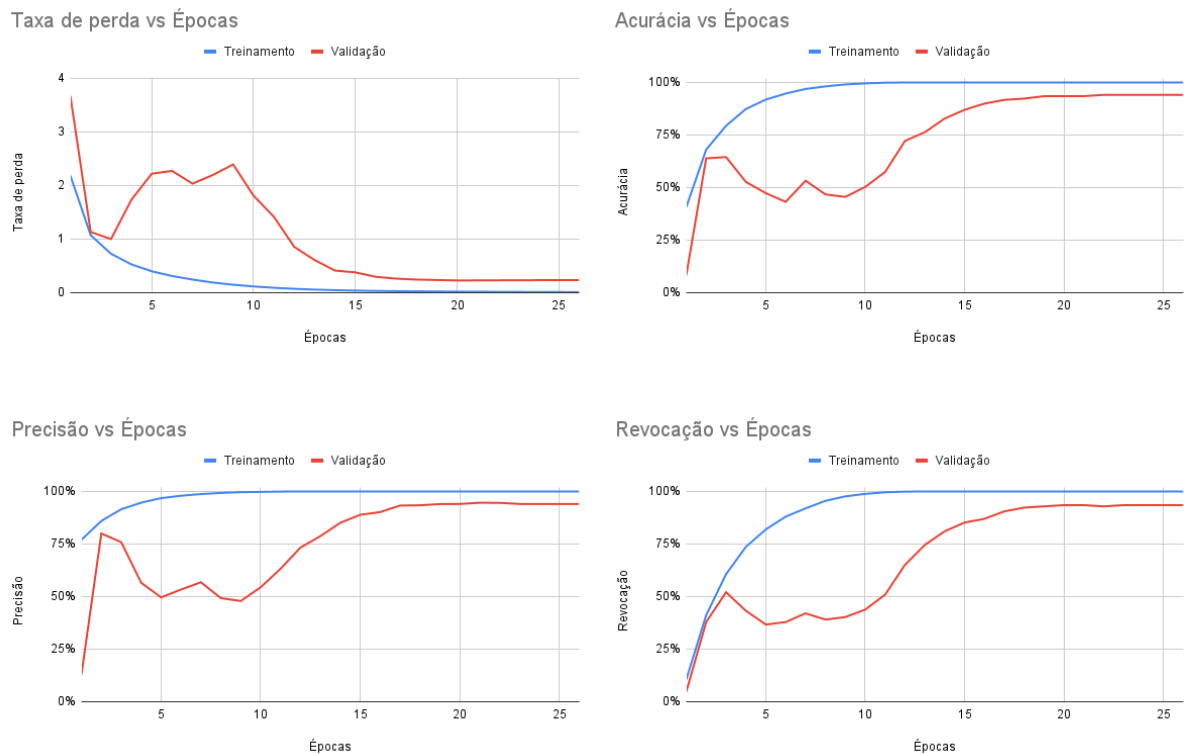 Taxa de perda vs Épocas
Treinamento Validação
Taxa de perda
4
3
2
1
0
5 10 15 20 25
Épocas
Acurácia vs Épocas
Treinamento Validação
Acurácia
100%
75%
50%
25%
0%
5 10 15 20 25
Épocas
Precisão vs Épocas
Treinamento Validação
Precisão
100%
75%
50%
25%
0%
5 10 15 20 25
Épocas
Revocação vs Épocas
Treinamento Validação
Revocação
100%
75%
50%
25%
0%
5 10 15 20 25
Épocas